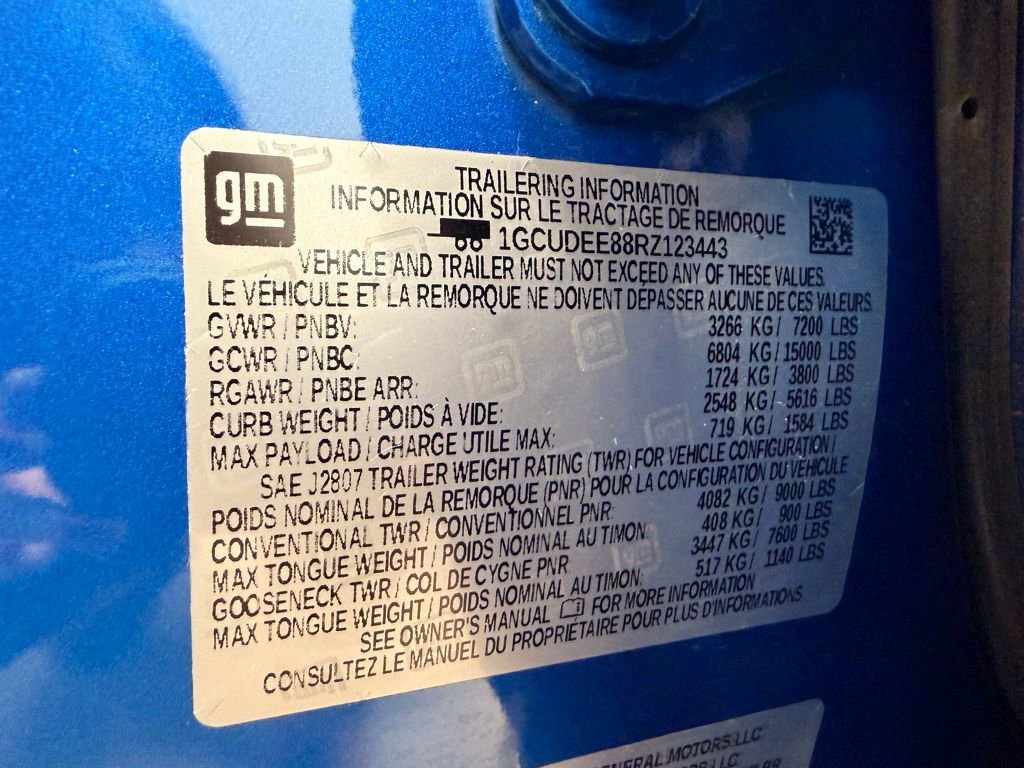 gm
TRAILERING INFORMATION
INFORMATION SUR LE TRACTAGE DE REMORQUE
1GCUDEE88RZ123443
VEHICLE AND TRAILER MUST NOT EXCEED ANY OF THESE VALUES.
LE VÉHICULE ET LA REMORQUE NE DOIVENT DÉPASSER AUCUNE DE CES VALEURS.
GVWR / PNBV: 3266 KG / 7200 LBS
GCWR / PNBC: 6804 KG / 15000 LBS
RGAWR / PNBE ARR: 1724 KG / 3800 LBS
CURB WEIGHT / POIDS À VIDE: 2548 KG / 5616 LBS
MAX PAYLOAD / CHARGE UTILE MAX: 719 KG / 1584 LBS
SAE J2807 TRAILER WEIGHT RATING (TWR) FOR VEHICLE CONFIGURATION /
POIDS NOMINAL DE LA REMORQUE (PNR) POUR LA CONFIGURATION DU VÉHICULE
CONVENTIONAL TWR / CONVENTIONNEL PNR: 4082 KG / 9000 LBS
MAX TONGUE WEIGHT / POIDS NOMINAL AU TIMON: 408 KG / 900 LBS
GOOSENECK TWR / COL DE CYGNE PNR 3447 KG / 7600 LBS
MAX TONGUE WEIGHT / POIDS NOMINAL AU TIMON: 517 KG / 1140 LBS
SEE OWNER'S MANUAL FOR MORE INFORMATION
CONSULTEZ LE MANUEL DU PROPRIÉTAIRE POUR PLUS D'INFORMATIONS
GENERAL MOTORS LLC